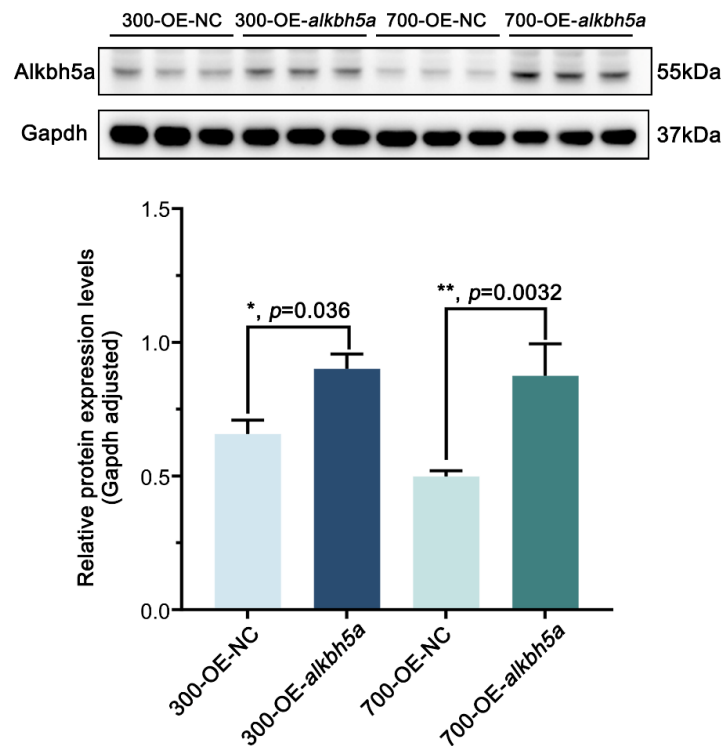 300-OE-NC 300-OE-alkbh5a 700-OE-NC 700-OE-alkbh5a
Alkbh5a 55kDa
Gapdh 37kDa
Relative protein expression levels
(Gapdh adjusted)
1.5
1.0
0.5
0.0
*, p=0.036
**, p=0.0032
300-OE-NC
300-OE-alkbh5a
700-OE-NC
700-OE-alkbh5a